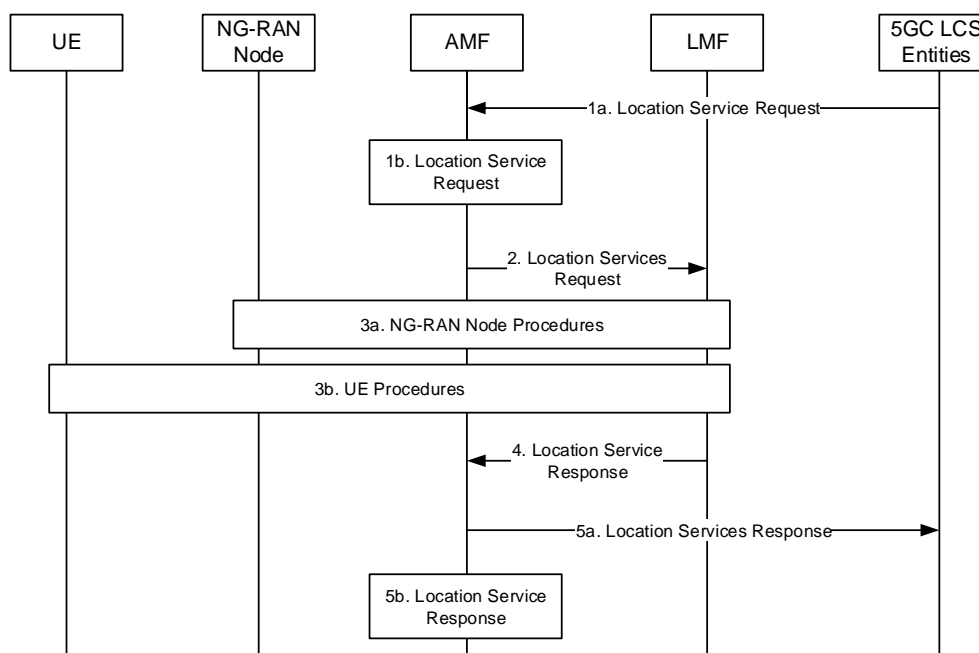 UE
NG-RAN
Node
AMF
LMF
5GC LCS
Entities
1a. Location Service Request
1b. Location Service
Request
2. Location Services
Request
3a. NG-RAN Node Procedures
3b. UE Procedures
4. Location Service
Response
5a. Location Services Response
5b. Location Service
Response